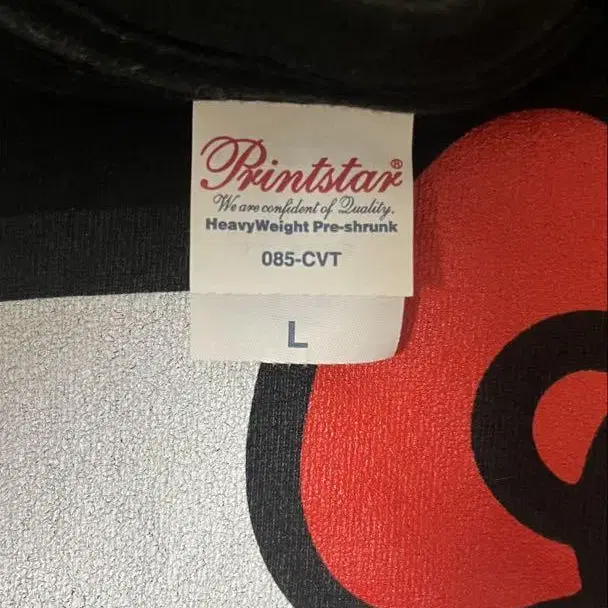 Printstar®
We are confident of Quality.
HeavyWeight Pre-shrunk
085-CVT
L